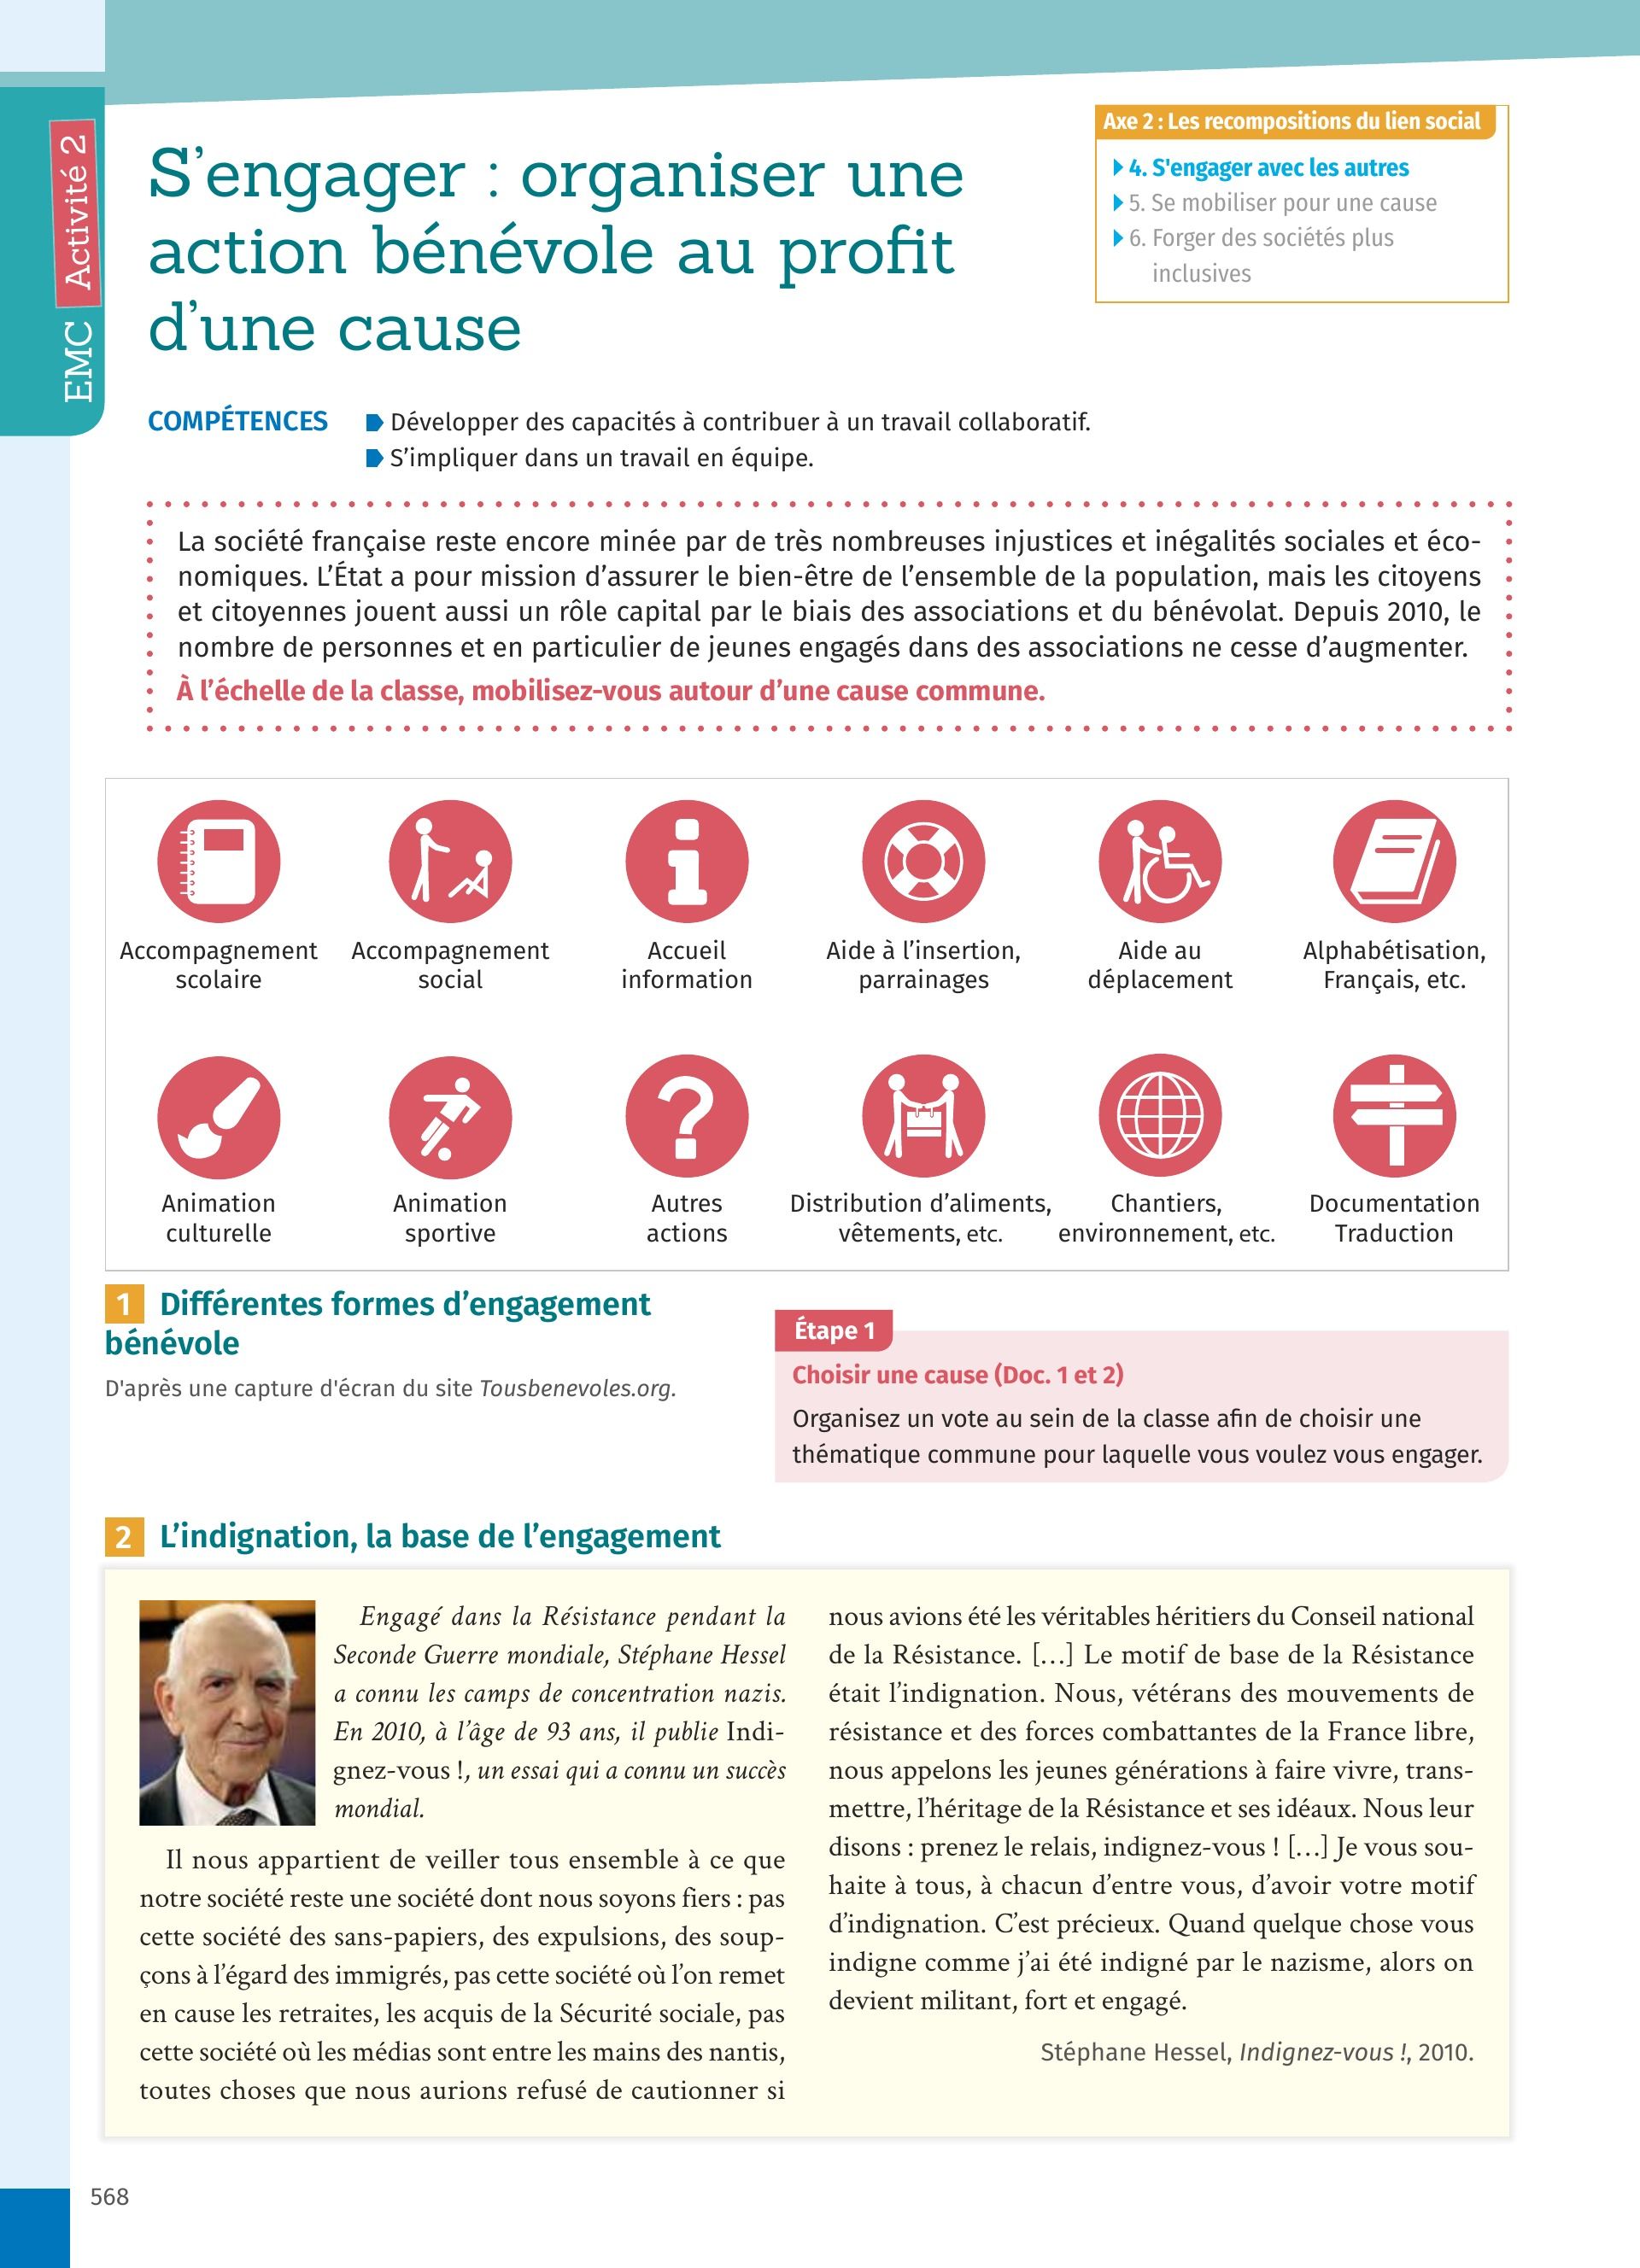 EMC Activité 2
S’engager : organiser une
action bénévole au profit
d’une cause
Axe 2 : Les recompositions du lien social
4. S'engager avec les autres
5. Se mobiliser pour une cause
6. Forger des sociétés plus
inclusives
COMPÉTENCES
Développer des capacités à contribuer à un travail collaboratif.
S’impliquer dans un travail en équipe.
La société française reste encore minée par de très nombreuses injustices et inégalités sociales et éco-
nomiques. L’État a pour mission d’assurer le bien-être de l’ensemble de la population, mais les citoyens
et citoyennes jouent aussi un rôle capital par le biais des associations et du bénévolat. Depuis 2010, le
nombre de personnes et en particulier de jeunes engagés dans des associations ne cesse d’augmenter.
À l’échelle de la classe, mobilisez-vous autour d’une cause commune.
Accompagnement
scolaire
Accompagnement
social
Accueil
information
Aide à l’insertion,
parrainages
Aide au
déplacement
Alphabétisation,
Français, etc.
Animation
culturelle
Animation
sportive
Autres
actions
Distribution d’aliments,
vêtements, etc.
Chantiers,
environnement, etc.
Documentation
Traduction
1 Différentes formes d’engagement
bénévole
D'après une capture d'écran du site Tousbenevoles.org.
Étape 1
Choisir une cause (Doc. 1 et 2)
Organisez un vote au sein de la classe afin de choisir une
thématique commune pour laquelle vous voulez vous engager.
2 L’indignation, la base de l’engagement
Engagé dans la Résistance pendant la
Seconde Guerre mondiale, Stéphane Hessel
a connu les camps de concentration nazis.
En 2010, à l’âge de 93 ans, il publie Indi-
gnez-vous !, un essai qui a connu un succès
mondial.
Il nous appartient de veiller tous ensemble à ce que
notre société reste une société dont nous soyons fiers : pas
cette société des sans-papiers, des expulsions, des soup-
çons à l’égard des immigrés, pas cette société où l’on remet
en cause les retraites, les acquis de la Sécurité sociale, pas
cette société où les médias sont entre les mains des nantis,
toutes choses que nous aurions refusé de cautionner si
nous avions été les véritables héritiers du Conseil national
de la Résistance. […] Le motif de base de la Résistance
était l’indignation. Nous, vétérans des mouvements de
résistance et des forces combattantes de la France libre,
nous appelons les jeunes générations à faire vivre, trans-
mettre, l’héritage de la Résistance et ses idéaux. Nous leur
disons : prenez le relais, indignez-vous ! […] Je vous sou-
haite à tous, à chacun d’entre vous, d’avoir votre motif
d’indignation. C’est précieux. Quand quelque chose vous
indigne comme j’ai été indigné par le nazisme, alors on
devient militant, fort et engagé.
Stéphane Hessel, Indignez-vous !, 2010.
568